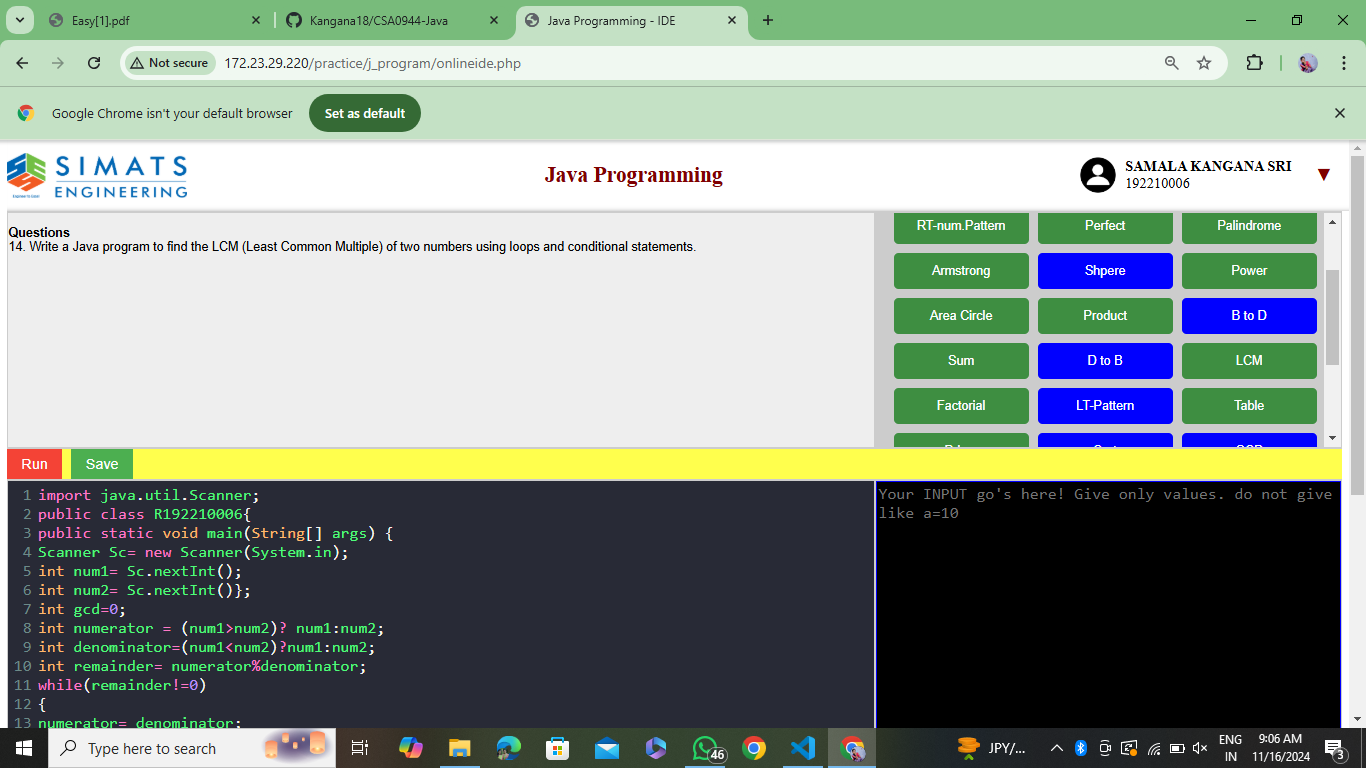 Easy[1].pdf
Kangana18/CSA0944-Java
Java Programming - IDE
Not secure
172.23.29.220/practice/j_program/onlineide.php
Google Chrome isn't your default browser
Set as default
SIMATS
ENGINEERING
Java Programming
SAMALA KANGANA SRI
192210006
Questions
14. Write a Java program to find the LCM (Least Common Multiple) of two numbers using loops and conditional statements.
RT-num.Pattern
Perfect
Palindrome
Armstrong
Shpere
Power
Area Circle
Product
B to D
Sum
D to B
LCM
Factorial
LT-Pattern
Table
Run
Save
1 import java.util.Scanner;
2 public class R192210006{
3 public static void main(String[] args) {
4 Scanner Sc= new Scanner(System.in);
5 int num1= Sc.nextInt();
6 int num2= Sc.nextInt()};
7 int gcd=0;
8 int numerator = (num1>num2)? num1:num2;
9 int denominator=(num1<num2)?num1:num2;
10 int remainder= numerator%denominator;
11 while(remainder!=0)
12 {
13 numerator= denominator;
Your INPUT go's here! Give only values. do not give
like a=10
Type here to search
46
JPY/...
ENG
IN
9:06 AM
11/16/2024
3